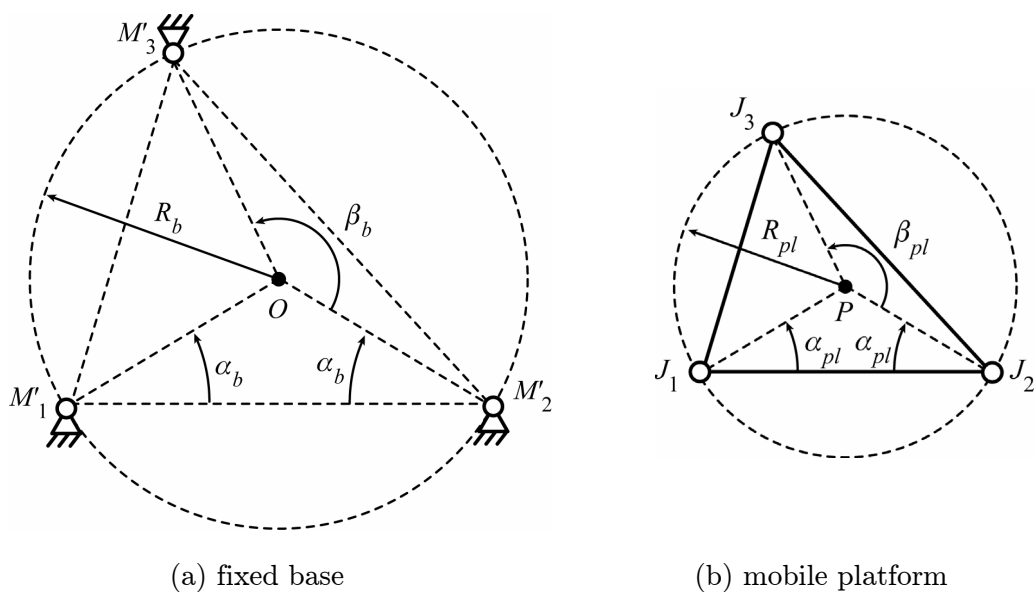 M′₃
R_b
β_b
O
α_b
α_b
M′₁
M′₂
(a) fixed base
J₃
R_pl
β_pl
P
α_pl
α_pl
J₁
J₂
(b) mobile platform